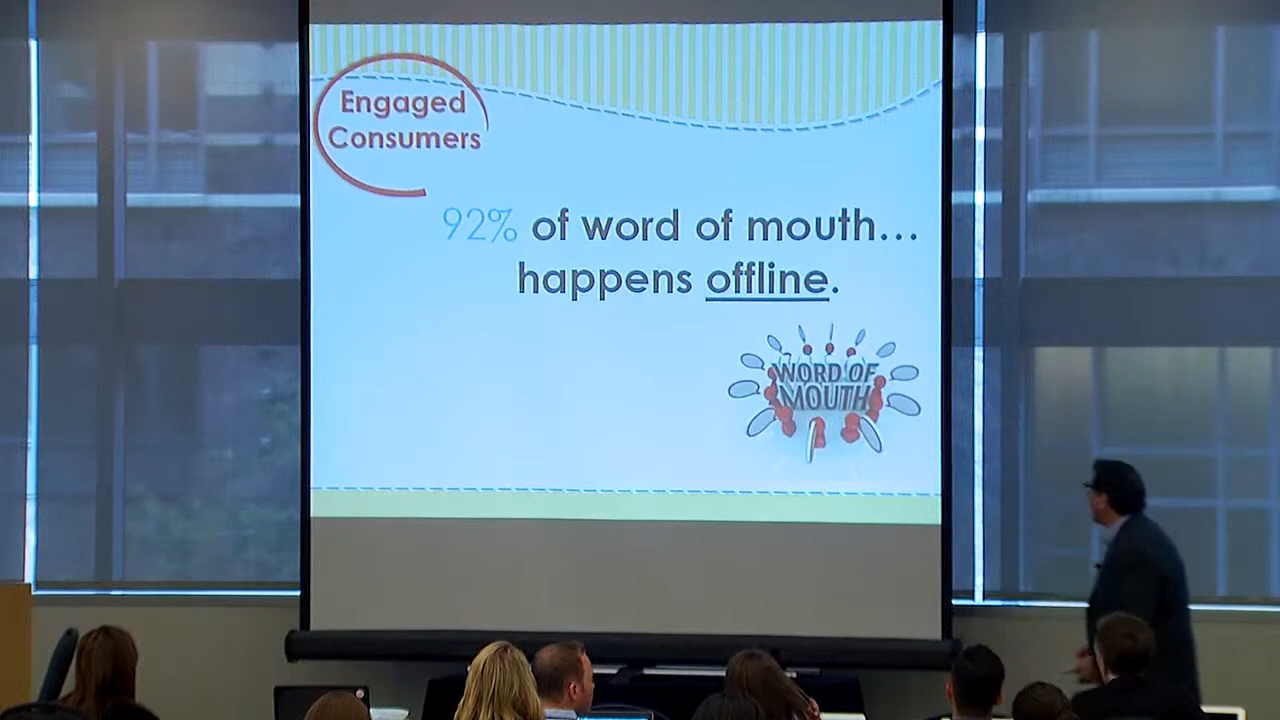 Engaged
Consumers
92% of word of mouth…
happens offline.
WORD OF
MOUTH